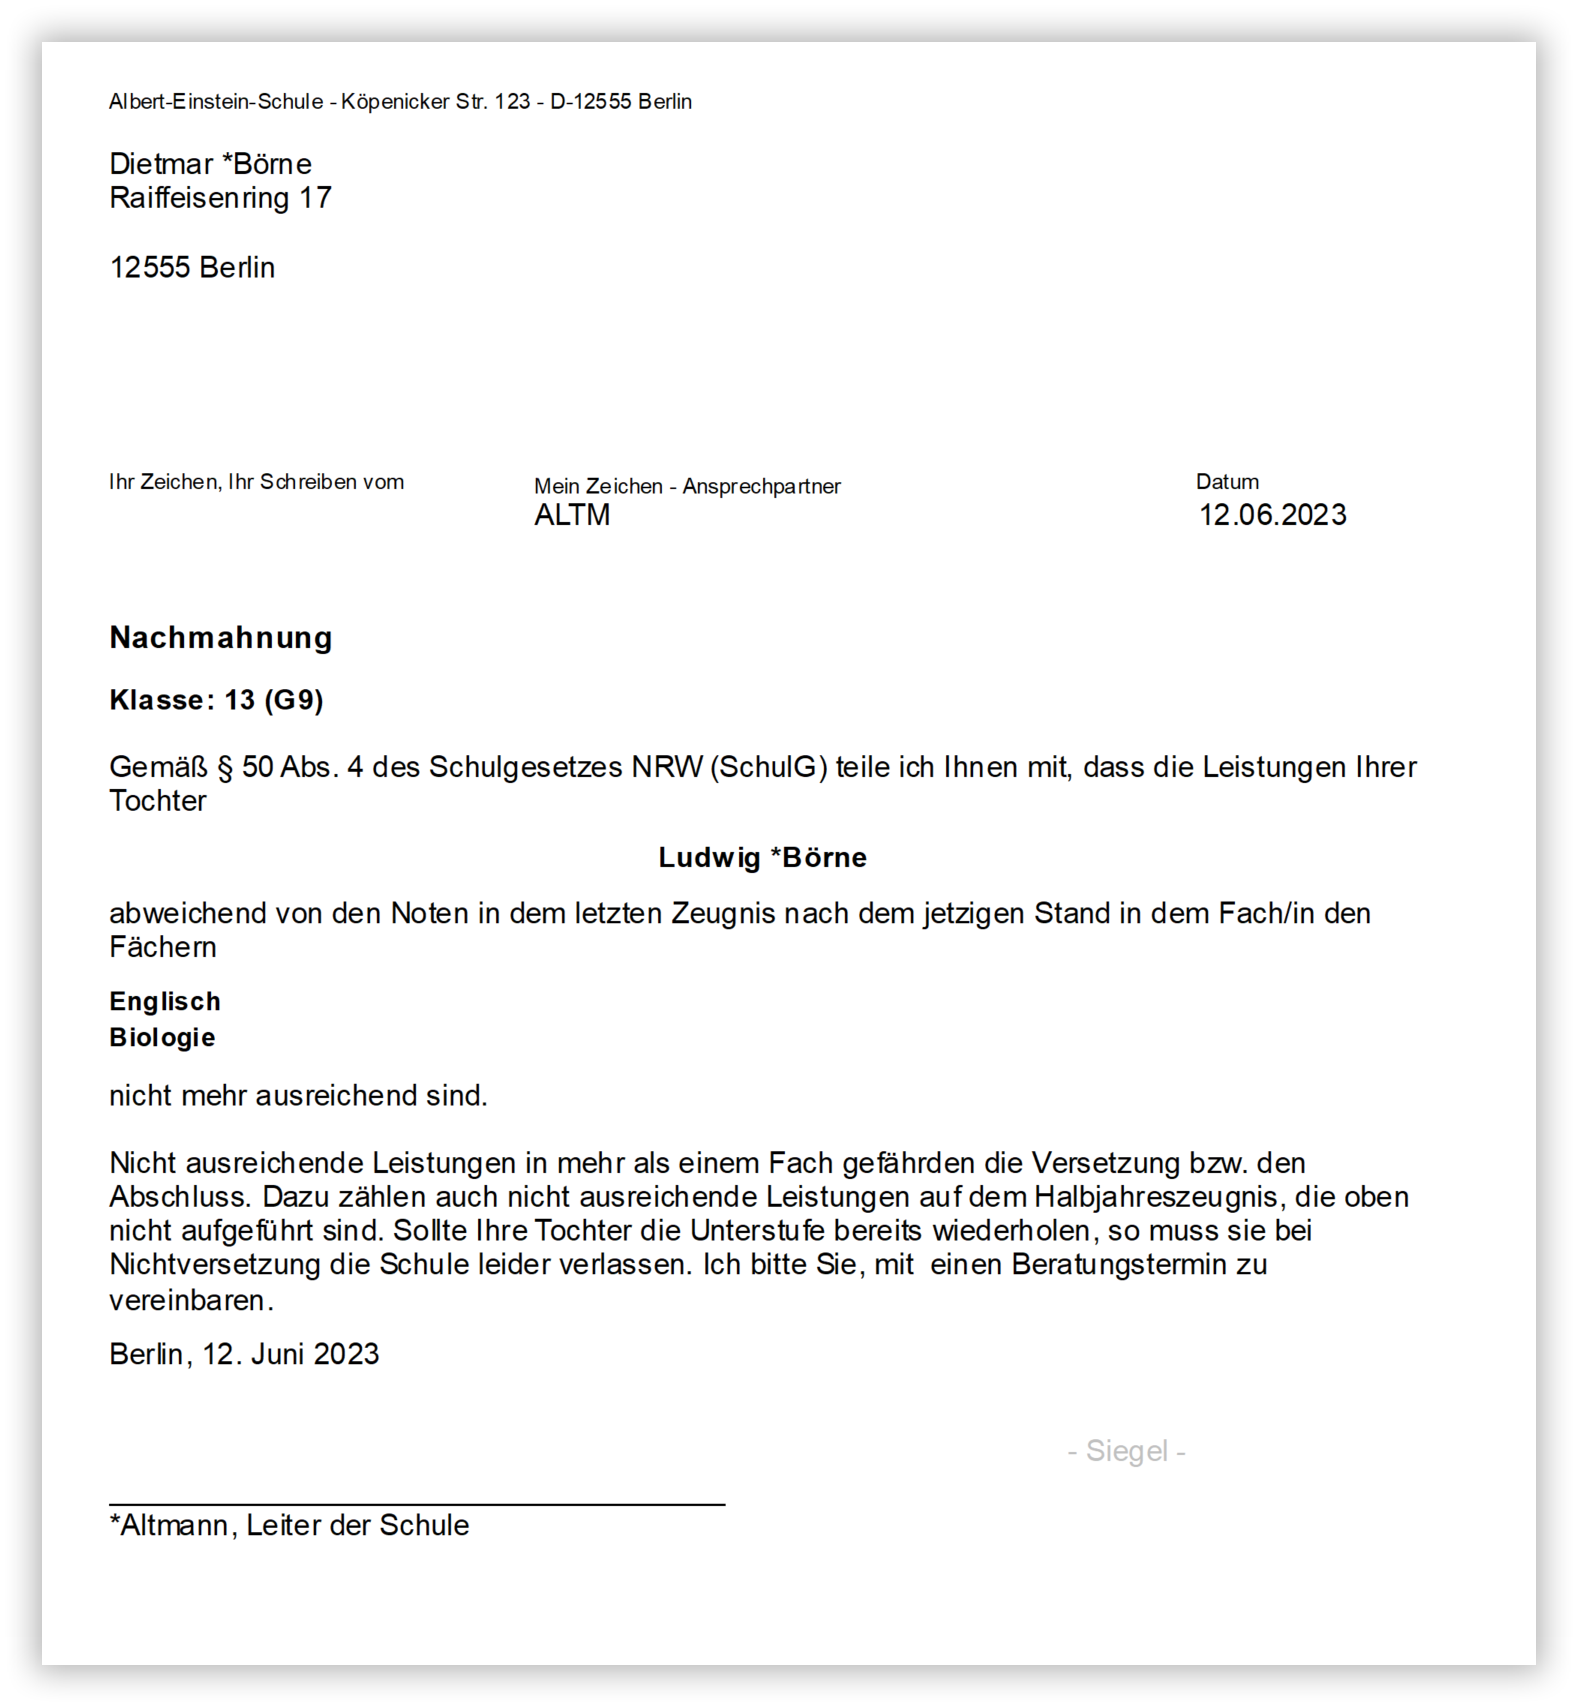 Albert-Einstein-Schule - Köpenicker Str. 123 - D-12555 Berlin
Dietmar *Börne
Raiffeisenring 17
12555 Berlin
Ihr Zeichen, Ihr Schreiben vom
Mein Zeichen - Ansprechpartner
Datum
ALTM
12.06.2023
Nachmahnung
Klasse: 13 (G9)
Gemäß § 50 Abs. 4 des Schulgesetzes NRW (SchulG) teile ich Ihnen mit, dass die Leistungen Ihrer
Tochter
Ludwig *Börne
abweichend von den Noten in dem letzten Zeugnis nach dem jetzigen Stand in dem Fach/in den
Fächern
Englisch
Biologie
nicht mehr ausreichend sind.
Nicht ausreichende Leistungen in mehr als einem Fach gefährden die Versetzung bzw. den
Abschluss. Dazu zählen auch nicht ausreichende Leistungen auf dem Halbjahreszeugnis, die oben
nicht aufgeführt sind. Sollte Ihre Tochter die Unterstufe bereits wiederholen, so muss sie bei
Nichtversetzung die Schule leider verlassen. Ich bitte Sie, mit  einen Beratungstermin zu
vereinbaren.
Berlin, 12. Juni 2023
- Siegel -
*Altmann, Leiter der Schule